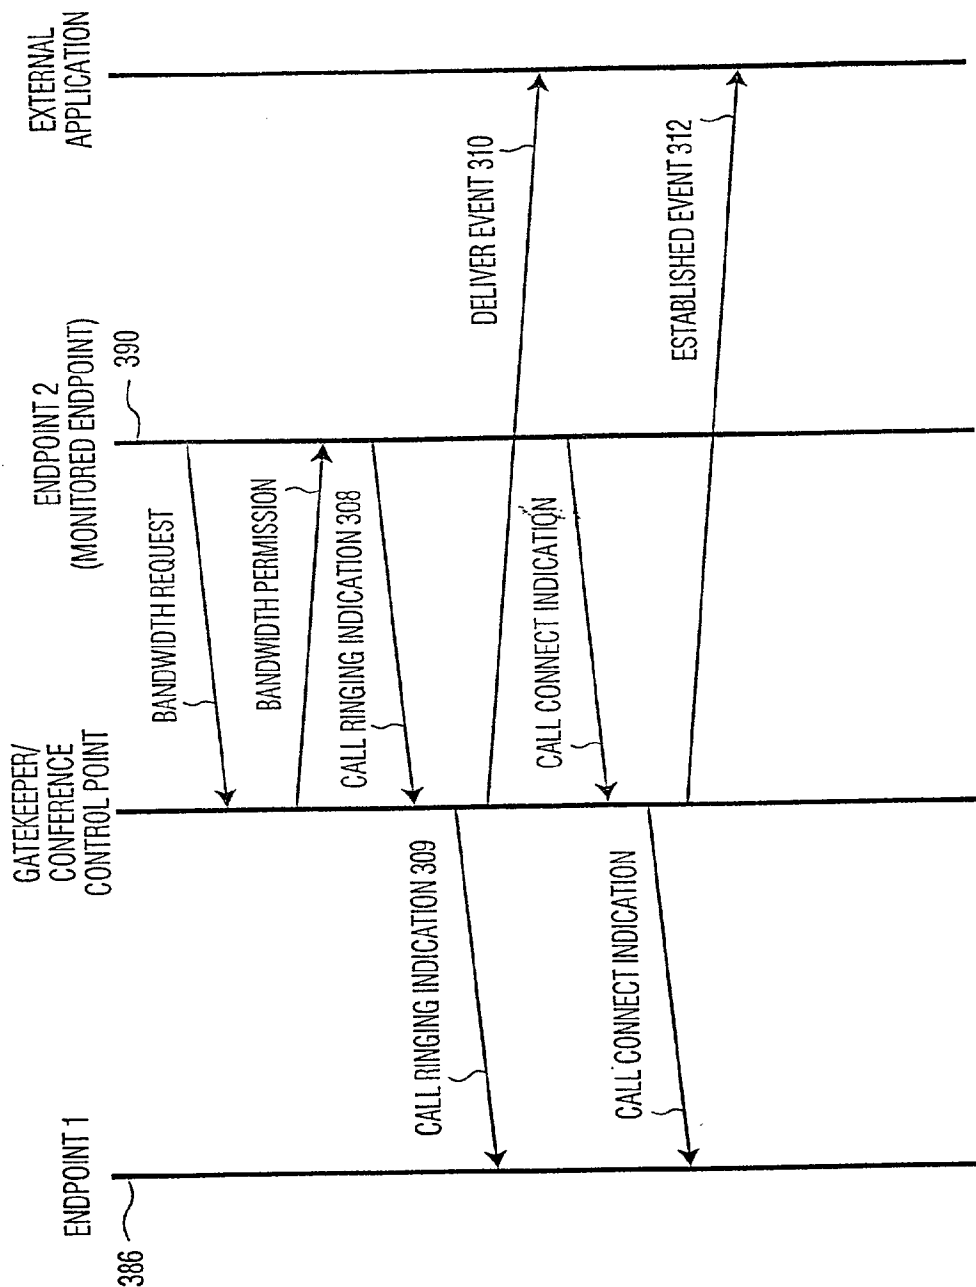 ENDPOINT 1
386
GATEKEEPER/
CONFERENCE
CONTROL POINT
ENDPOINT 2
(MONITORED ENDPOINT)
390
EXTERNAL
APPLICATION
BANDWIDTH REQUEST
BANDWIDTH PERMISSION
CALL RINGING INDICATION 308
CALL RINGING INDICATION 309
DELIVER EVENT 310
CALL CONNECT INDICATION
CALL CONNECT INDICATION
ESTABLISHED EVENT 312